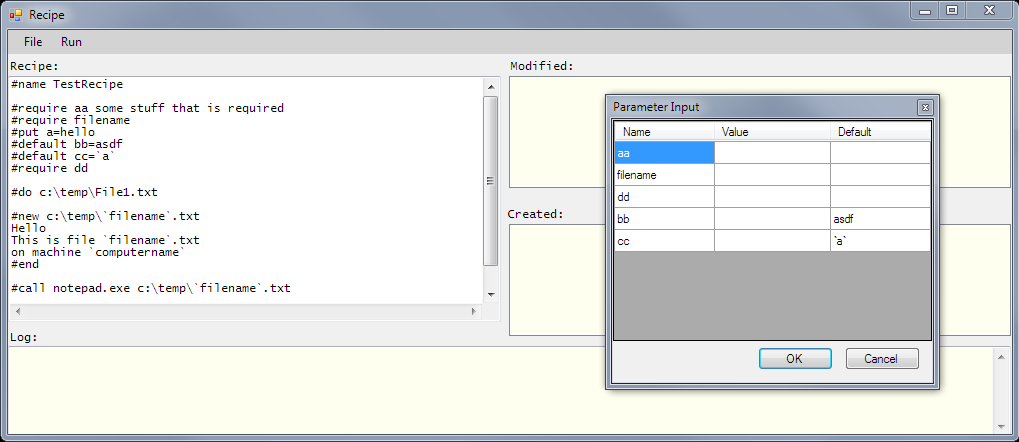 Recipe
File Run
Recipe:
#name TestRecipe
#require aa some stuff that is required
#require filename
#put a=hello
#default bb=asdf
#default cc=`a`
#require dd
#do c:\temp\File1.txt
#new c:\temp\`filename`.txt
Hello
This is file `filename`.txt
on machine `computername`
#end
#call notepad.exe c:\temp\`filename`.txt
Log:
Modified:
Created:
Parameter Input
Name Value Default
aa
filename
dd
bb asdf
cc `a`
OK Cancel